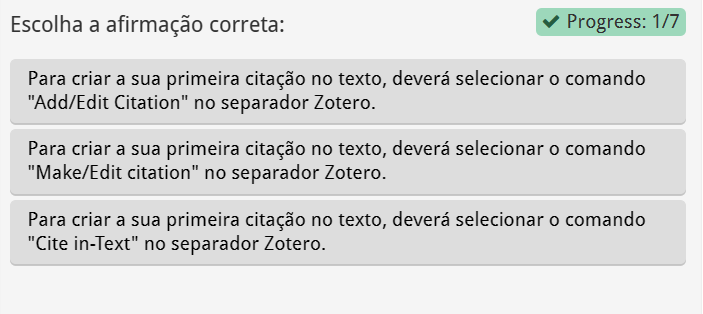 Escolha a afirmação correta:
Progress: 1/7
Para criar a sua primeira citação no texto, deverá selecionar o comando
"Add/Edit Citation" no separador Zotero.
Para criar a sua primeira citação no texto, deverá selecionar o comando
"Make/Edit citation" no separador Zotero.
Para criar a sua primeira citação no texto, deverá selecionar o comando
"Cite in-Text" no separador Zotero.